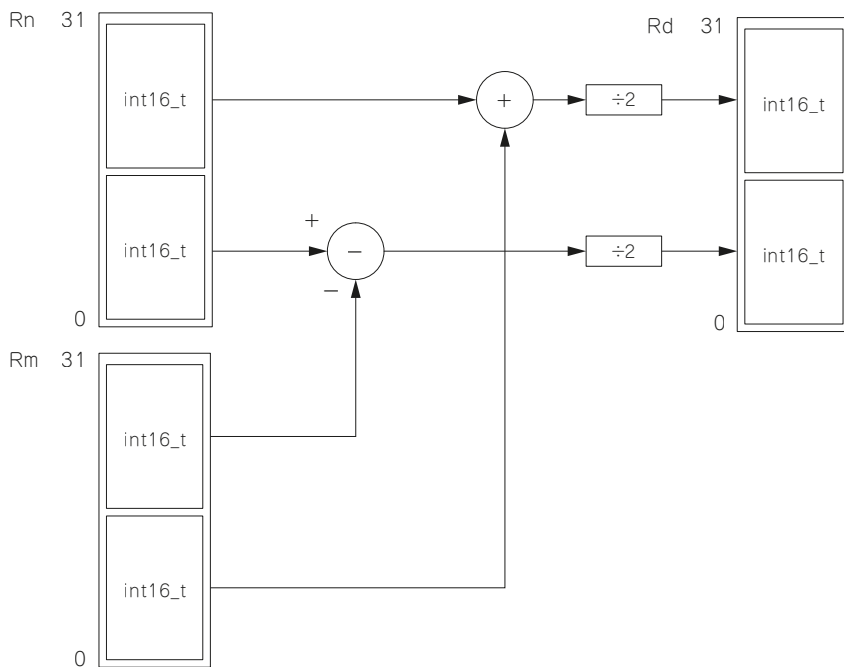 Rn 31
int16_t
int16_t
0
Rm 31
int16_t
int16_t
0
+
÷2
+
−
−
÷2
Rd 31
int16_t
int16_t
0